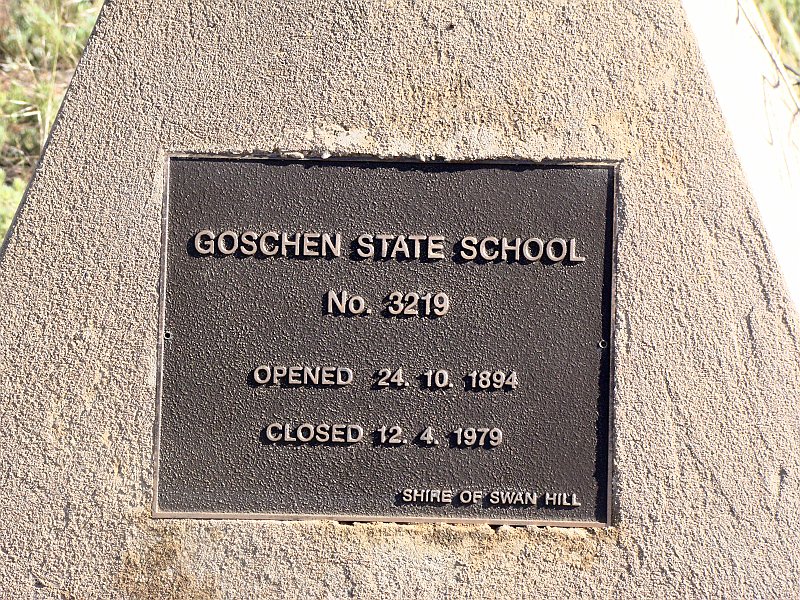 GOSCHEN STATE SCHOOL
No. 3219
OPENED 24. 10. 1894
CLOSED 12. 4. 1979
SHIRE OF SWAN HILL